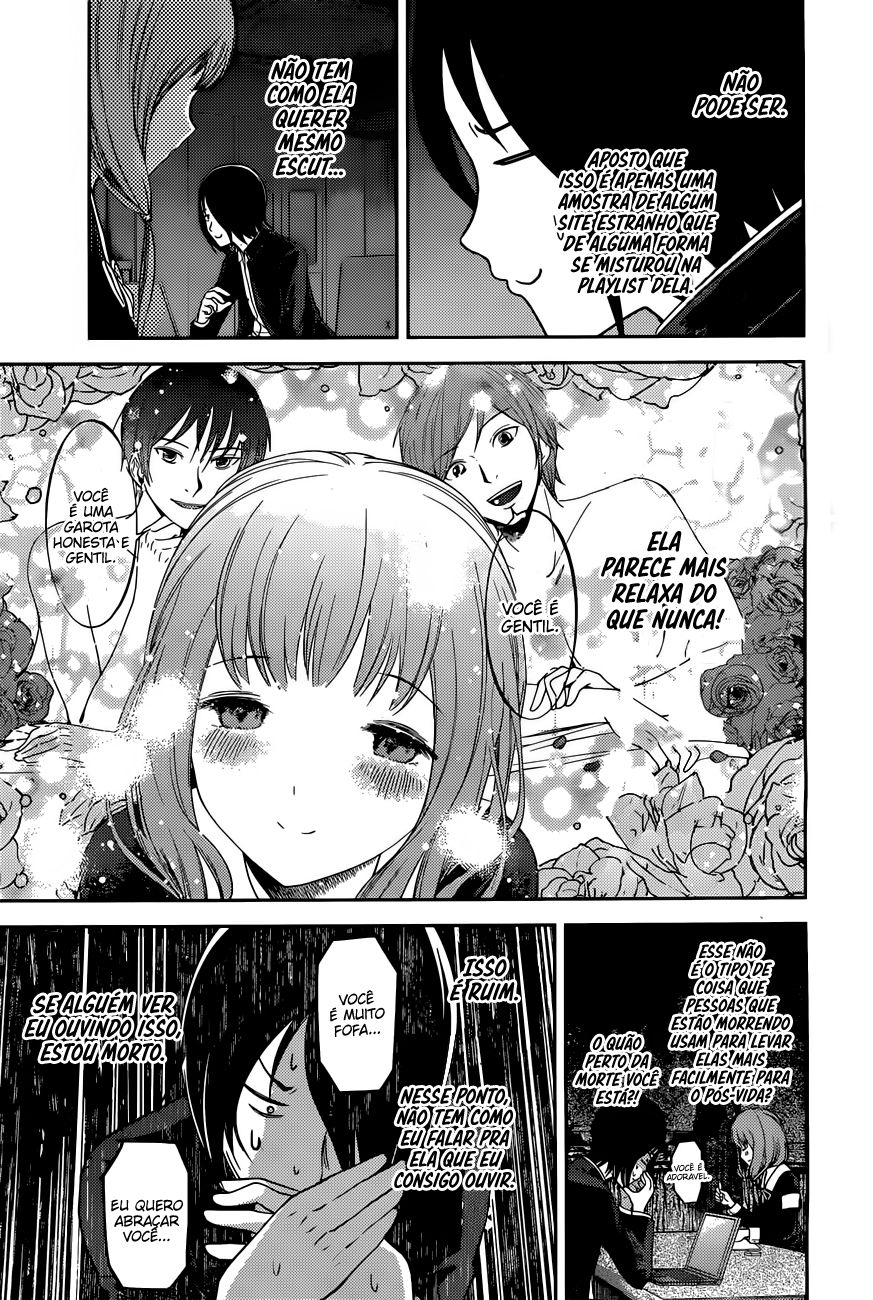 NÃO
PODE SER.
APOSTO QUE
ISSO É APENAS UMA
AMOSTRA DE ALGUM
SITE ESTRANHO QUE
DE ALGUMA FORMA
SE MISTUROU NA
PLAYLIST DELA.
NÃO TEM
COMO ELA
QUERER
MESMO
ESCUT...
ELA
PARECE MAIS
RELAXA DO
QUE NUNCA!
VOCÊ É
GENTIL.
VOCÊ
É UMA
GAROTA
HONESTA E
GENTIL.
ESSE NÃO
É O TIPO DE
COISA QUE
PESSOAS QUE
ESTÃO MORRENDO
USAM PARA LEVAR
ELAS MAIS
FACILMENTE PARA
O PÓS-VIDA?
O QUÃO
PERTO DA
MORTE VOCÊ
ESTÁ?!
VOCÊ É
ADORAVEL.
ISSO
É RUIM.
VOCÊ
É MUITO
FOFA...
NESSE PONTO,
NÃO TEM COMO
EU FALAR PRA
ELA QUE EU
CONSIGO OUVIR.
SE ALGUÉM VER
EU OUVINDO ISSO,
ESTOU MORTO.
EU QUERO
ABRAÇAR
VOCÊ...